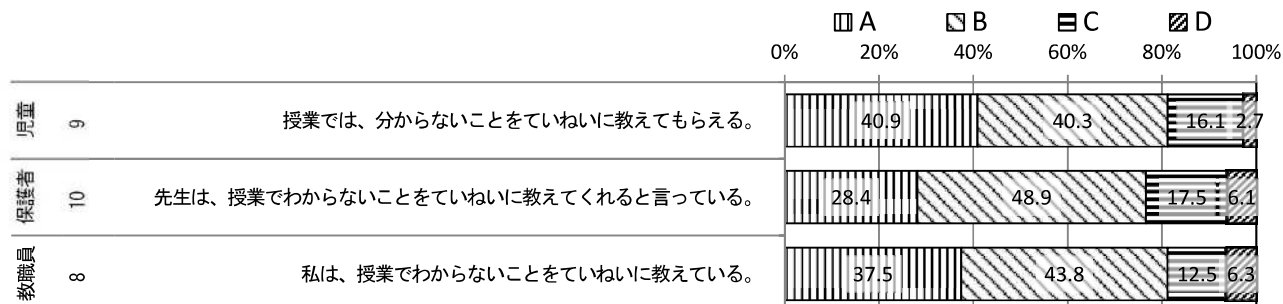 A B C D
0% 20% 40% 60% 80% 100%
児童 9 授業では、分からないことをていねいに教えてもらえる。 40.9 40.3 16.1 2.7
保護者 10 先生は、授業でわからないことをていねいに教えてくれると言っている。 28.4 48.9 17.5 6.1
教職員 8 私は、授業でわからないことをていねいに教えている。 37.5 43.8 12.5 6.3